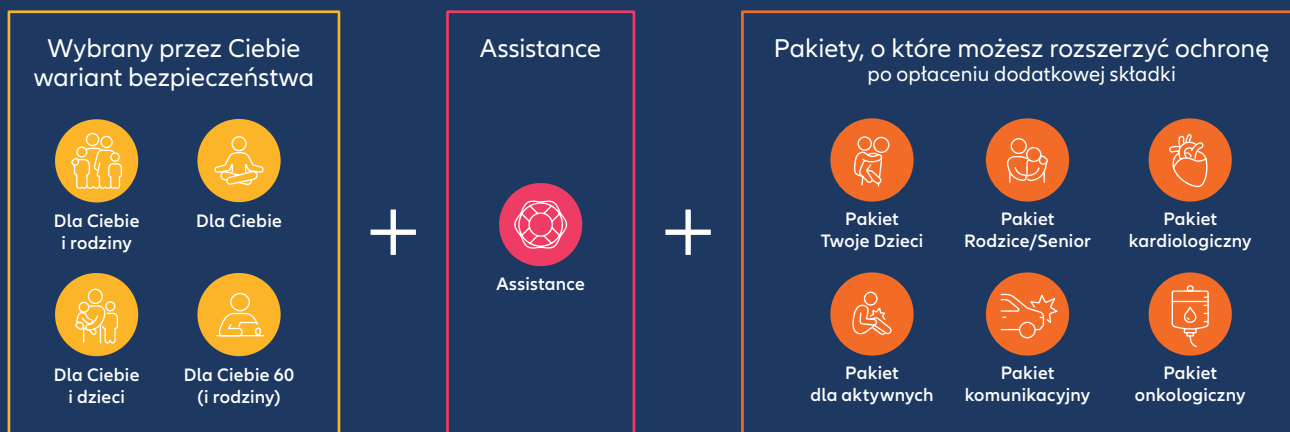 Wybrany przez Ciebie
wariant bezpieczeństwa
Dla Ciebie
i rodziny
Dla Ciebie
Dla Ciebie
i dzieci
Dla Ciebie 60
(i rodziny)
+
Assistance
Assistance
+
Pakiety, o które możesz rozszerzyć ochronę
po opłaceniu dodatkowej składki
Pakiet
Twoje Dzieci
Pakiet
Rodzice/Senior
Pakiet
kardiologiczny
Pakiet
dla aktywnych
Pakiet
komunikacyjny
Pakiet
onkologiczny